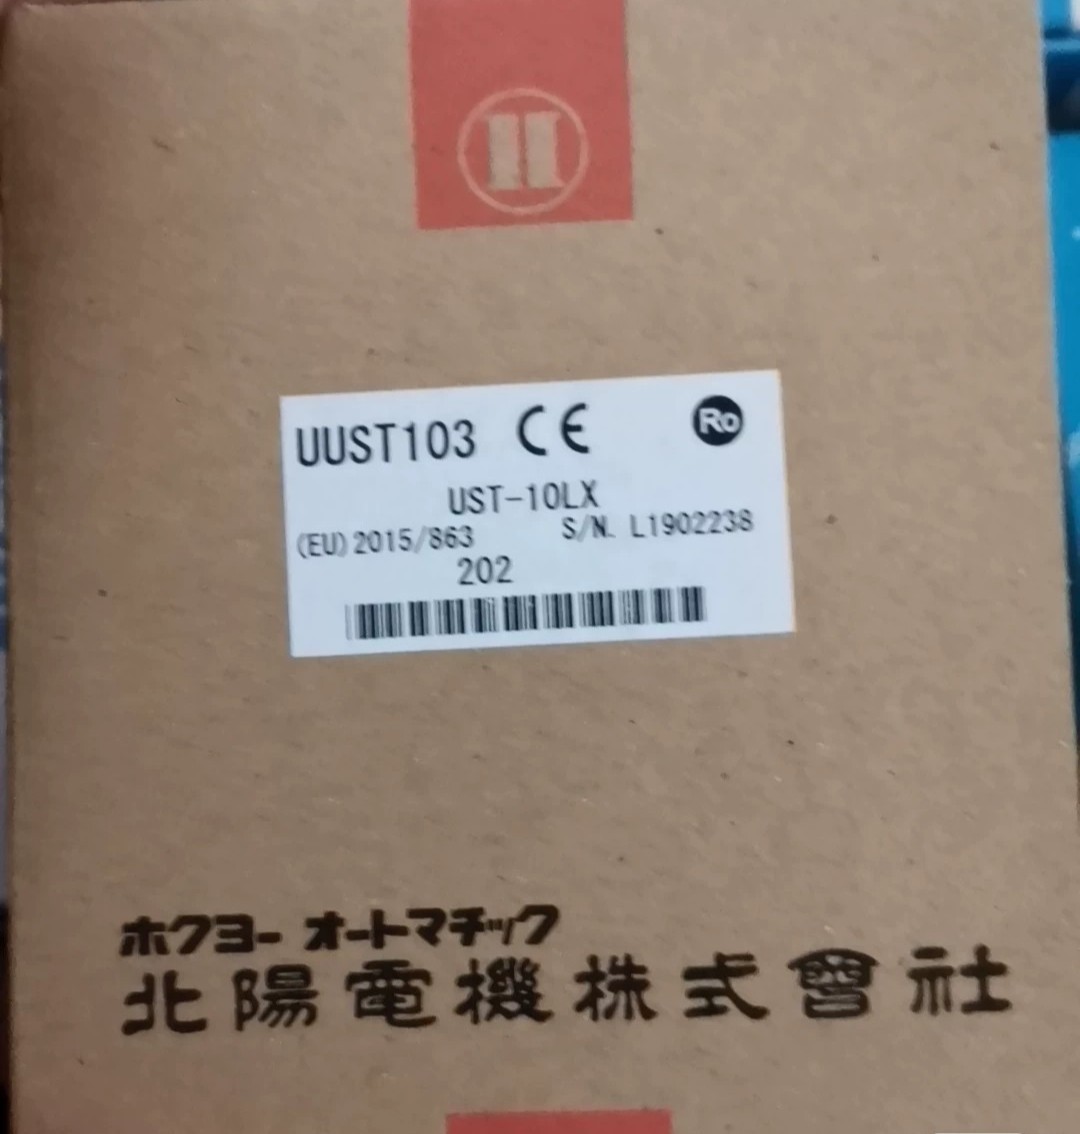 UUST103 CE Ro
UST-10LX
(EU)2015/863 S/N. L1902238
202
ホクヨー オートマチック
北陽電機株式會社